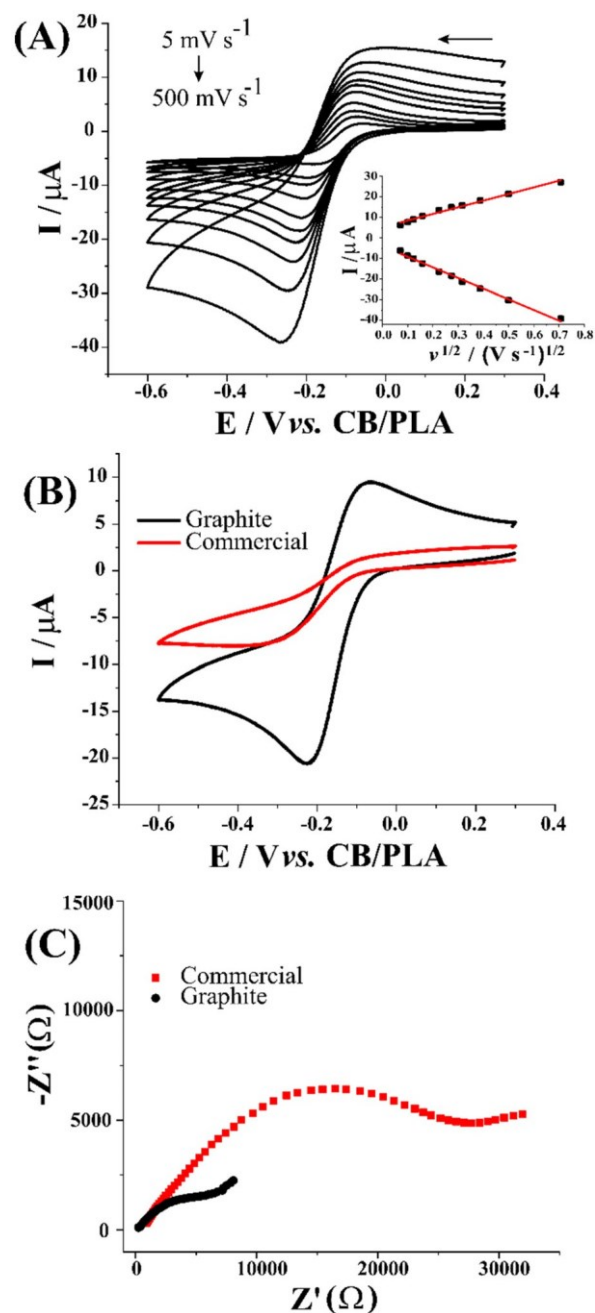 (A)
5 mV s⁻¹
500 mV s⁻¹
20
10
0
-10
-20
-30
-40
I / µA
-0.6 -0.4 -0.2 0.0 0.2 0.4
E / V vs. CB/PLA
30
20
10
0
-10
-20
-30
-40
I / µA
0.0 0.1 0.2 0.3 0.4 0.5 0.6 0.7 0.8
v¹/² / (V s⁻¹)¹/²
(B)
Graphite
Commercial
10
5
0
-5
-10
-15
-20
-25
I / µA
-0.6 -0.4 -0.2 0.0 0.2 0.4
E / V vs. CB/PLA
(C)
Commercial
Graphite
15000
10000
5000
0
-Z''(Ω)
0 10000 20000 30000
Z'(Ω)